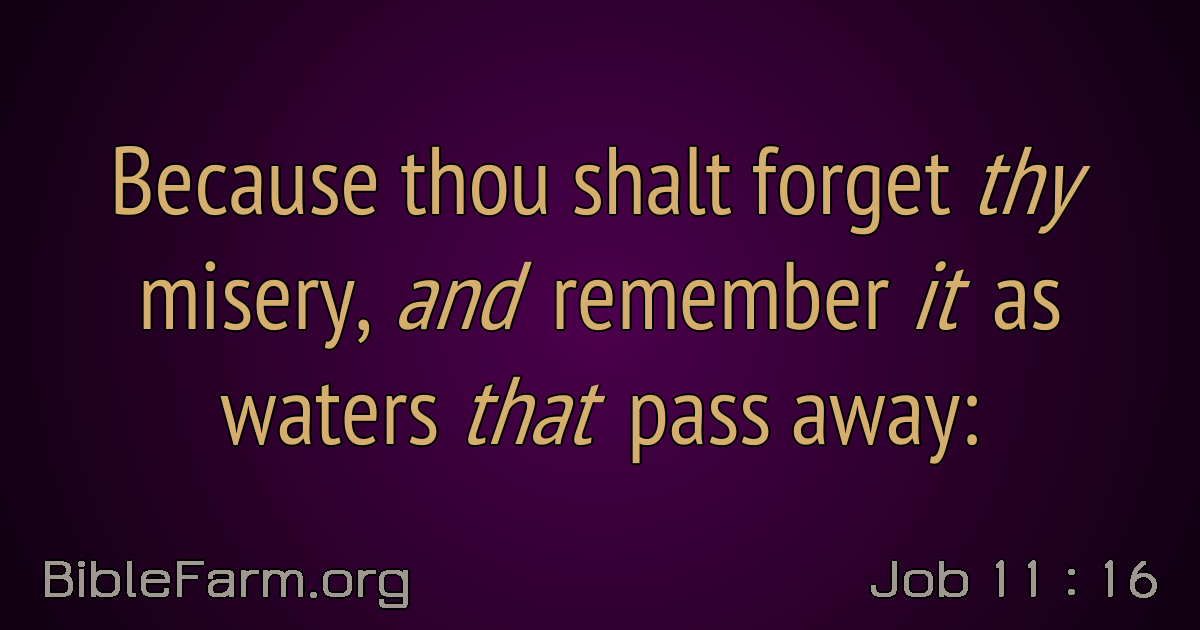 Because thou shalt forget thy
misery, and remember it as
waters that pass away:
BibleFarm.org
Job 11 : 16